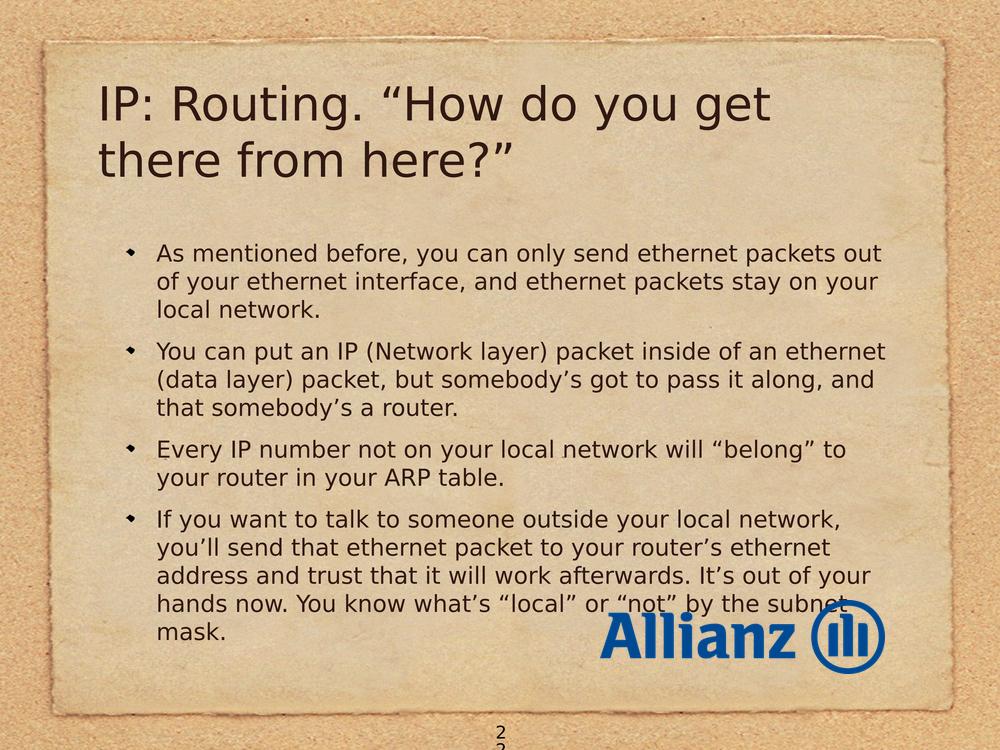 IP: Routing. “How do you get
there from here?”
As mentioned before, you can only send ethernet packets out
of your ethernet interface, and ethernet packets stay on your
local network.
You can put an IP (Network layer) packet inside of an ethernet
(data layer) packet, but somebody’s got to pass it along, and
that somebody’s a router.
Every IP number not on your local network will “belong” to
your router in your ARP table.
If you want to talk to someone outside your local network,
you’ll send that ethernet packet to your router’s ethernet
address and trust that it will work afterwards. It’s out of your
hands now. You know what’s “local” or “not” by the subnet
mask.
Allianz
2
2